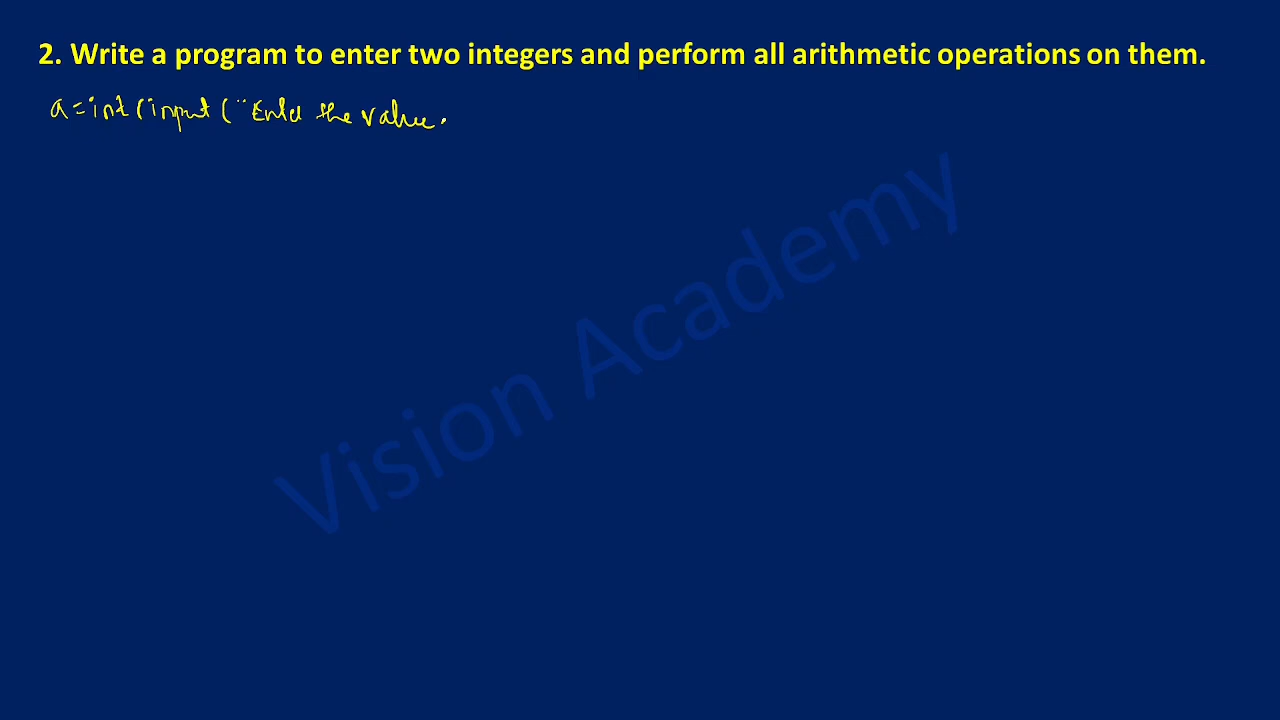 2. Write a program to enter two integers and perform all arithmetic operations on them.
a=int(input("Enter the value.
Vision Academy